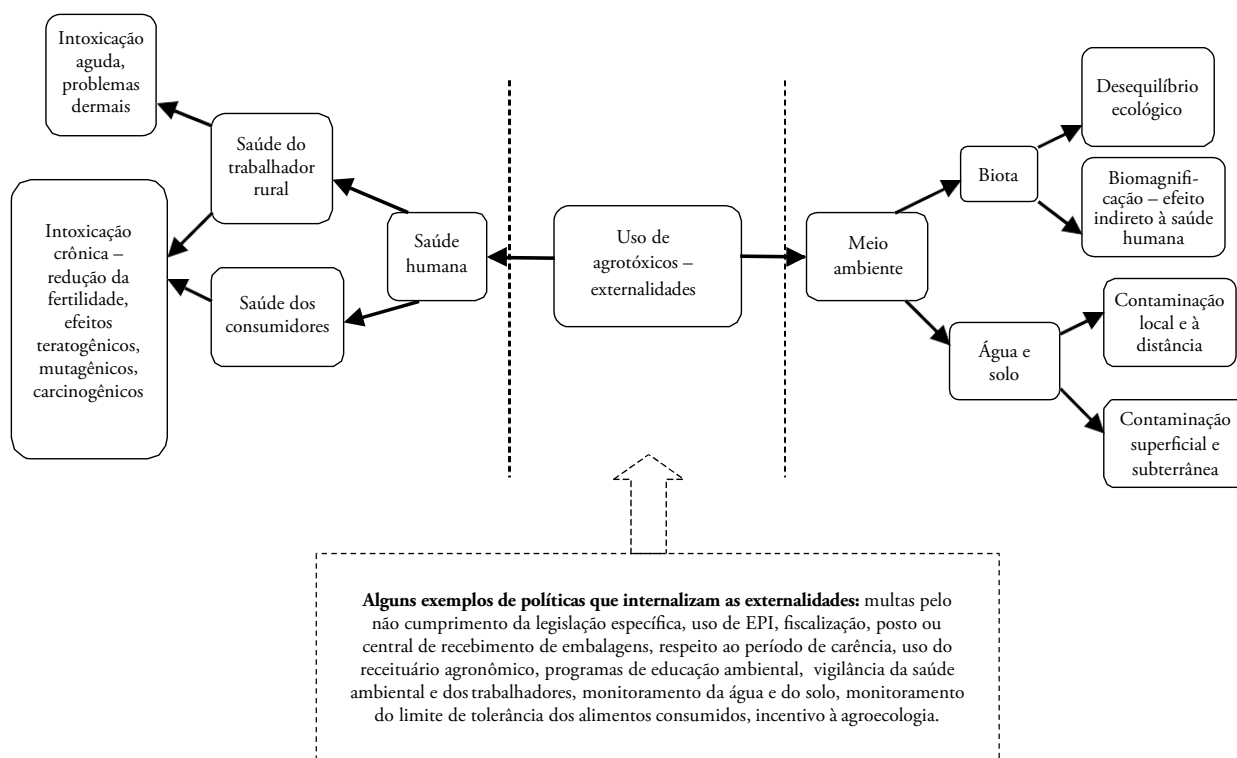 Intoxicação
aguda,
problemas
dermais
Saúde do
trabalhador
rural
Intoxicação
crônica –
redução da
fertilidade,
efeitos
teratogênicos,
mutagênicos,
carcinogênicos
Saúde dos
consumidores
Saúde
humana
Uso de
agrotóxicos –
externalidades
Meio
ambiente
Biota
Desequilíbrio
ecológico
Biomagnifi-
cação – efeito
indireto à saúde
humana
Água e
solo
Contaminação
local e à
distância
Contaminação
superficial e
subterrânea
Alguns exemplos de políticas que internalizam as externalidades: multas pelo
não cumprimento da legislação específica, uso de EPI, fiscalização, posto ou
central de recebimento de embalagens, respeito ao período de carência, uso do
receituário agronômico, programas de educação ambiental, vigilância da saúde
ambiental e dos trabalhadores, monitoramento da água e do solo, monitoramento
do limite de tolerância dos alimentos consumidos, incentivo à agroecologia.